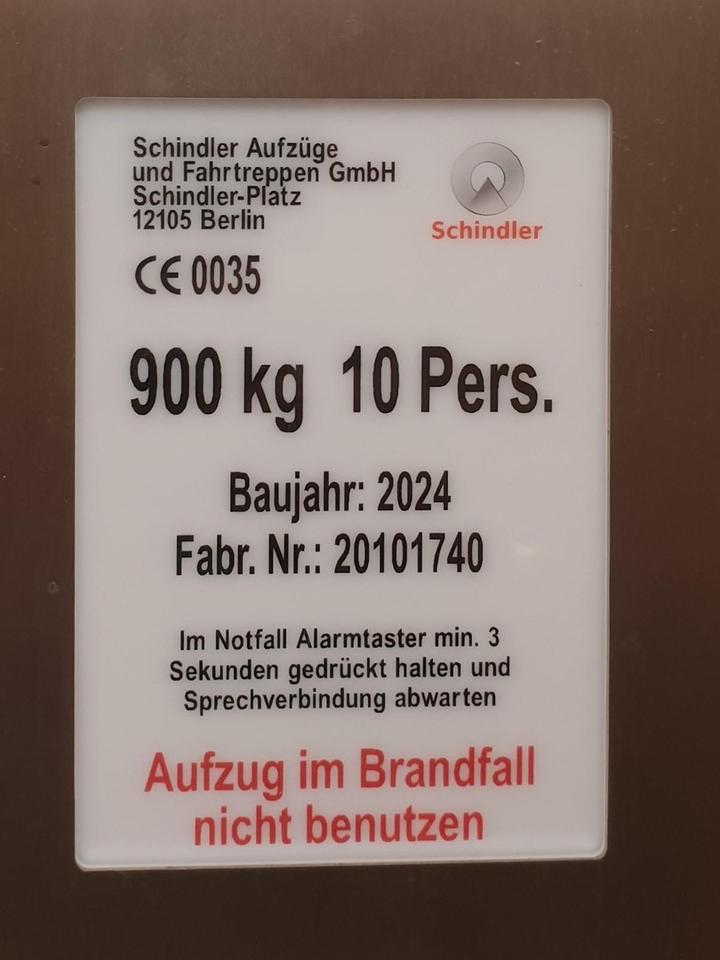 Schindler Aufzüge
und Fahrtreppen GmbH
Schindler-Platz
12105 Berlin
Schindler
CE 0035
900 kg 10 Pers.
Baujahr: 2024
Fabr. Nr.: 20101740
Im Notfall Alarmtaster min. 3
Sekunden gedrückt halten und
Sprechverbindung abwarten
Aufzug im Brandfall
nicht benutzen